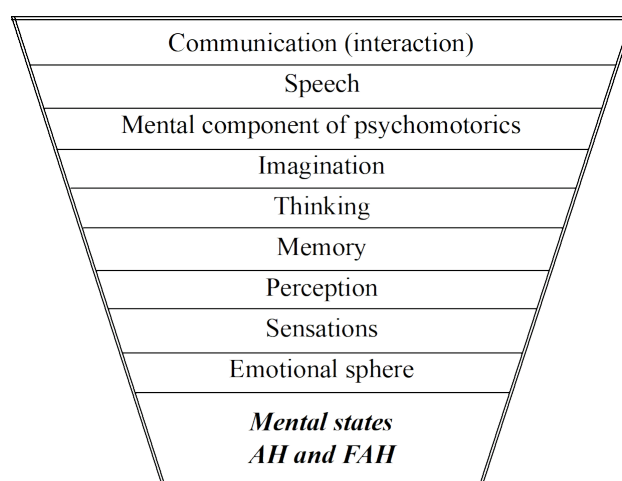 Communication (interaction)
Speech
Mental component of psychomotorics
Imagination
Thinking
Memory
Perception
Sensations
Emotional sphere
Mental states
AH and FAH